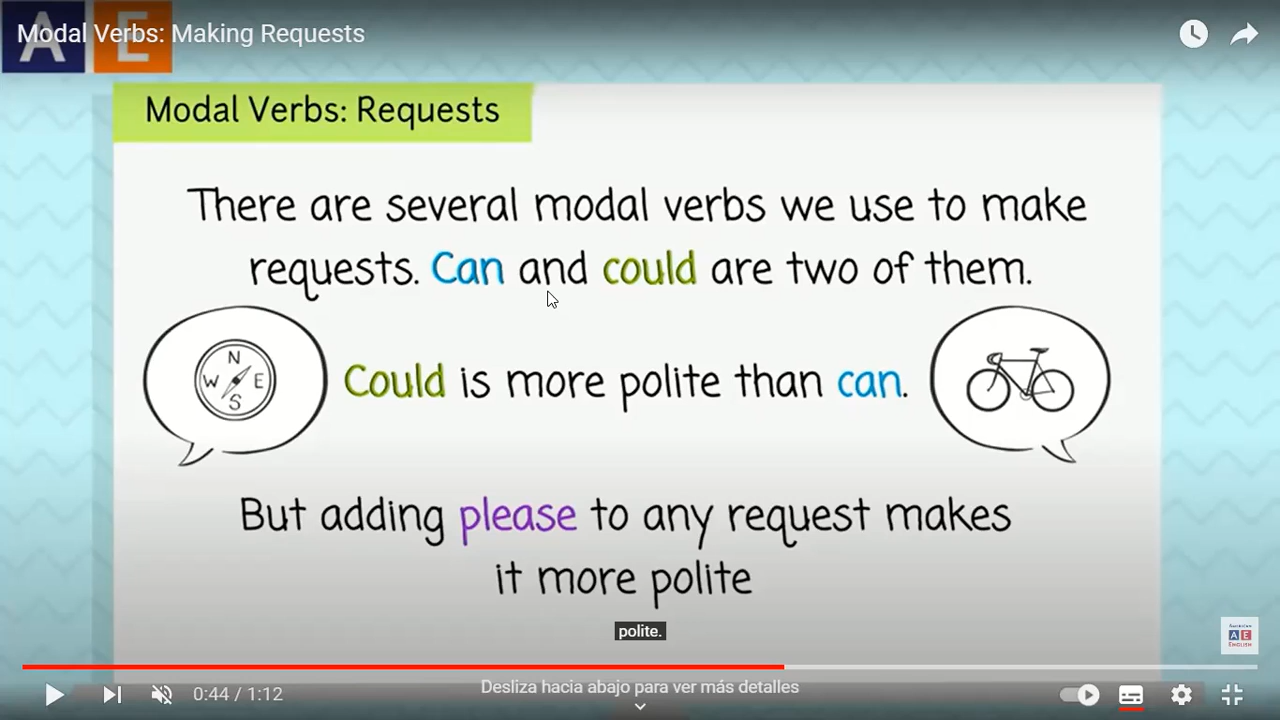 Modal Verbs: Making Requests
A E
Modal Verbs: Requests
There are several modal verbs we use to make
requests. Can and could are two of them.
N
W E
S
Could is more polite than can.
But adding please to any request makes
it more polite
polite.
A E
ENGLISH
0:44 / 1:12
Desliza hacia abajo para ver más detalles